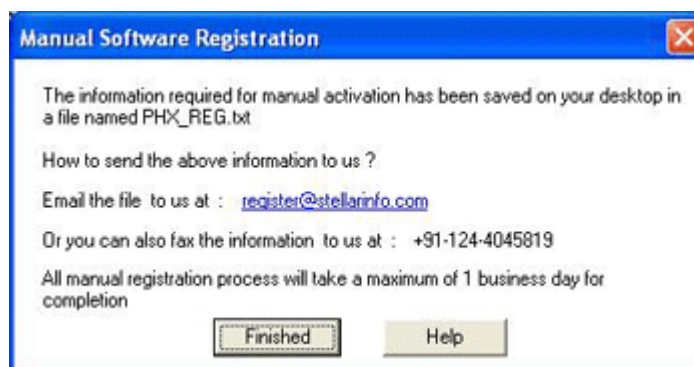 Manual Software Registration
The information required for manual activation has been saved on your desktop in
a file named PHX_REG.txt
How to send the above information to us ?
Email the file to us at : register@stellarinfo.com
Or you can also fax the information to us at : +91-124-4045819
All manual registration process will take a maximum of 1 business day for
completion
Finished Help